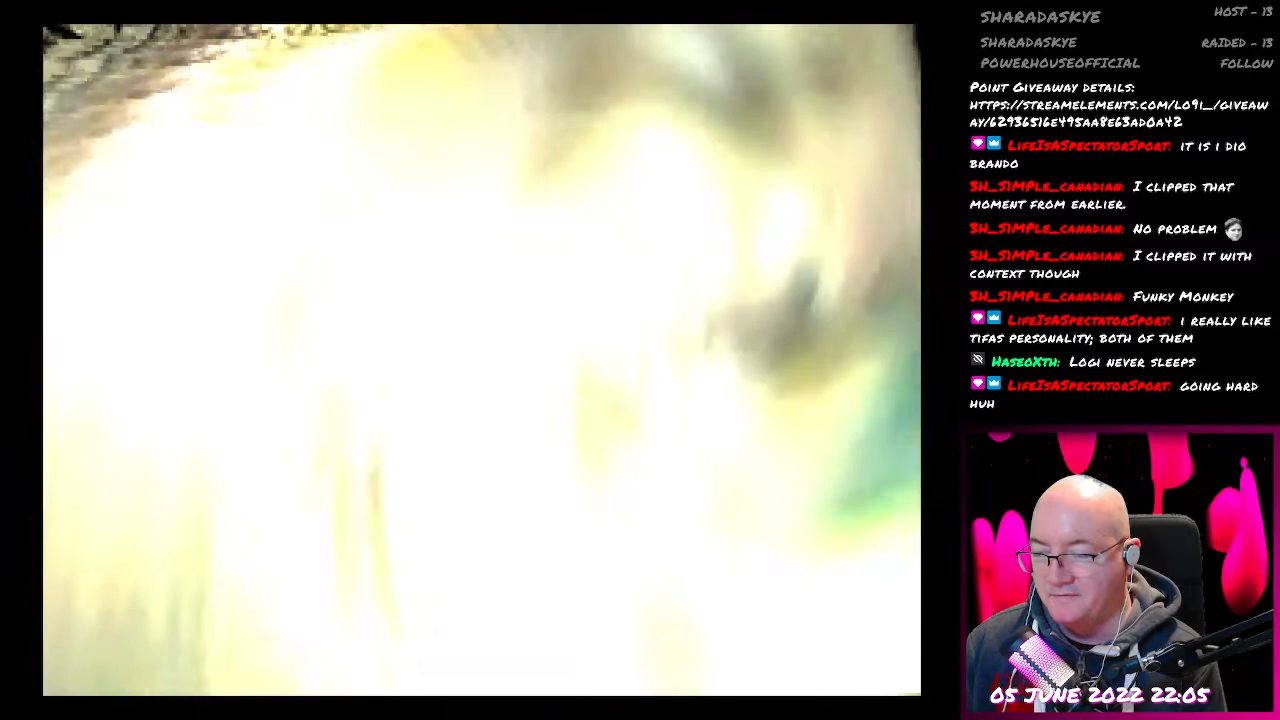 SHARADASKYE HOST - 13
SHARADASKYE RAIDED - 13
POWERHOUSEOFFICIAL FOLLOW
POINT GIVEAWAY DETAILS:
HTTPS://STREAMELEMENTS.COM/LO9I_/GIVEAW
AY/62936516E495AA8E63AD0A42
LIFEISASPECTATORSPORT: IT IS I DIO
BRANDO
SH_SIMPLE_CANADIAN: I CLIPPED THAT
MOMENT FROM EARLIER.
SH_SIMPLE_CANADIAN: NO PROBLEM
SH_SIMPLE_CANADIAN: I CLIPPED IT WITH
CONTEXT THOUGH
SH_SIMPLE_CANADIAN: FUNKY MONKEY
LIFEISASPECTATORSPORT: I REALLY LIKE
TIFAS PERSONALITY; BOTH OF THEM
HASEOXTH: LOGI NEVER SLEEPS
LIFEISASPECTATORSPORT: GOING HARD
HUH
05 JUNE 2022 22:05